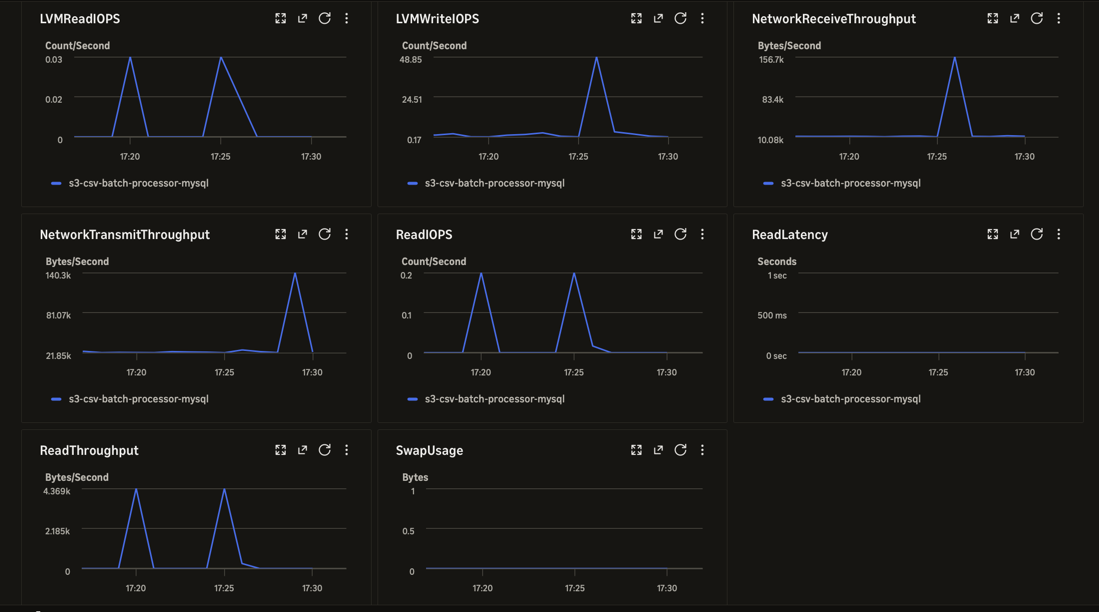 LVMReadIOPS
Count/Second
0.03
0.02
0
17:20 17:25 17:30
s3-csv-batch-processor-mysql
LVMWriteIOPS
Count/Second
48.85
24.51
0.17
17:20 17:25 17:30
s3-csv-batch-processor-mysql
NetworkReceiveThroughput
Bytes/Second
156.7k
83.4k
10.08k
17:20 17:25 17:30
s3-csv-batch-processor-mysql
NetworkTransmitThroughput
Bytes/Second
140.3k
81.07k
21.85k
17:20 17:25 17:30
s3-csv-batch-processor-mysql
ReadIOPS
Count/Second
0.2
0.1
0
17:20 17:25 17:30
s3-csv-batch-processor-mysql
ReadLatency
Seconds
1 sec
500 ms
0 sec
17:20 17:25 17:30
s3-csv-batch-processor-mysql
ReadThroughput
Bytes/Second
4.369k
2.185k
0
17:20 17:25 17:30
s3-csv-batch-processor-mysql
SwapUsage
Bytes
1
0.5
0
17:20 17:25 17:30
s3-csv-batch-processor-mysql